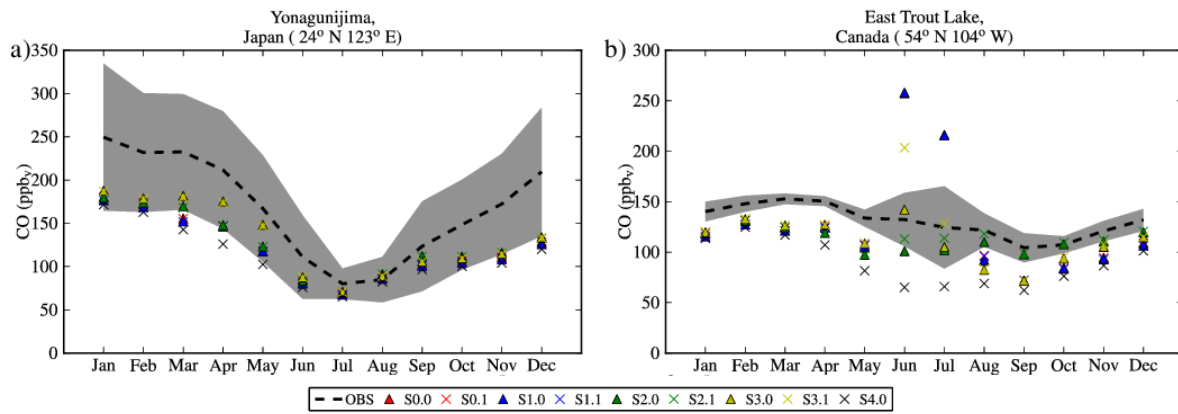 Yonagunijima,
Japan ( 24° N 123° E)
a)
350
300
250
200
150
100
50
0
CO (ppbv)
Jan Feb Mar Apr May Jun Jul Aug Sep Oct Nov Dec
East Trout Lake,
Canada ( 54° N 104° W)
b)
300
250
200
150
100
50
0
CO (ppbv)
Jan Feb Mar Apr May Jun Jul Aug Sep Oct Nov Dec
OBS S0.0 S0.1 S1.0 S1.1 S2.0 S2.1 S3.0 S3.1 S4.0